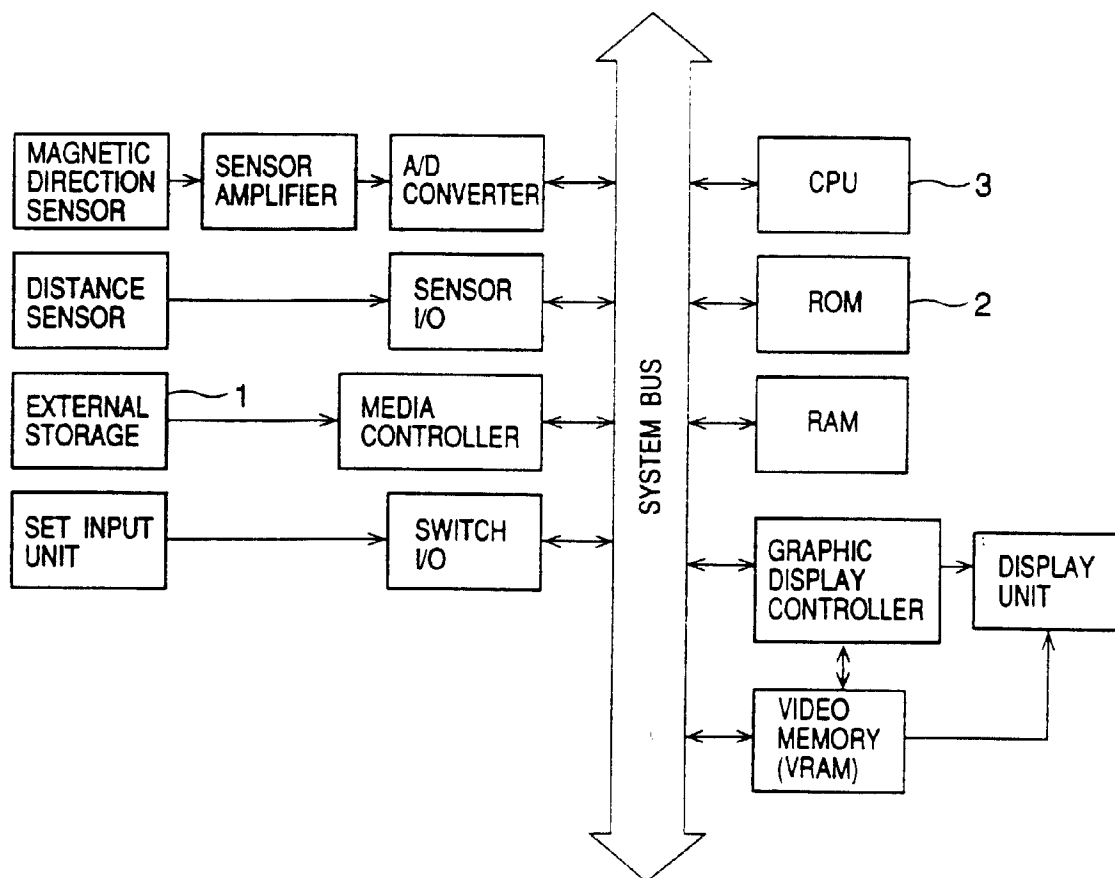 MAGNETIC
DIRECTION
SENSOR
SENSOR
AMPLIFIER
A/D
CONVERTER
CPU
3
DISTANCE
SENSOR
SENSOR
I/O
ROM
2
EXTERNAL
STORAGE
1
MEDIA
CONTROLLER
SYSTEM BUS
RAM
SET INPUT
UNIT
SWITCH
I/O
GRAPHIC
DISPLAY
CONTROLLER
DISPLAY
UNIT
VIDEO
MEMORY
(VRAM)